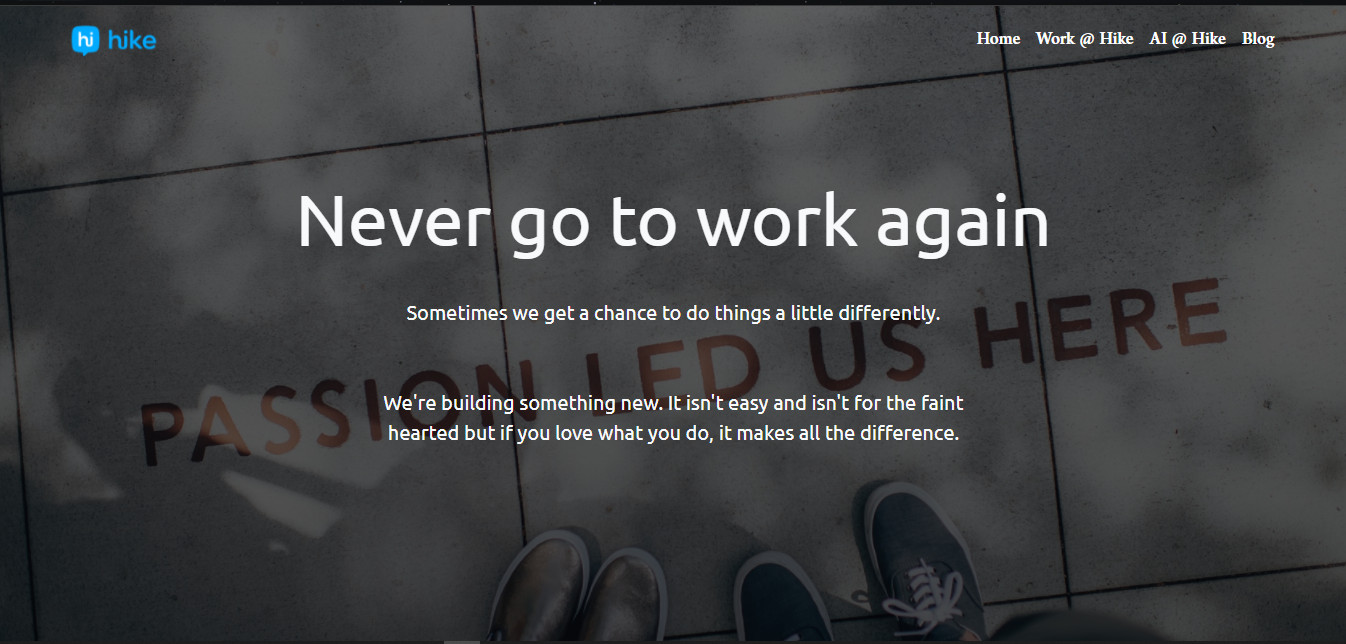 hi hike
Home Work @ Hike AI @ Hike Blog
Never go to work again
Sometimes we get a chance to do things a little differently.
PASSION LED US HERE
We're building something new. It isn't easy and isn't for the faint
hearted but if you love what you do, it makes all the difference.